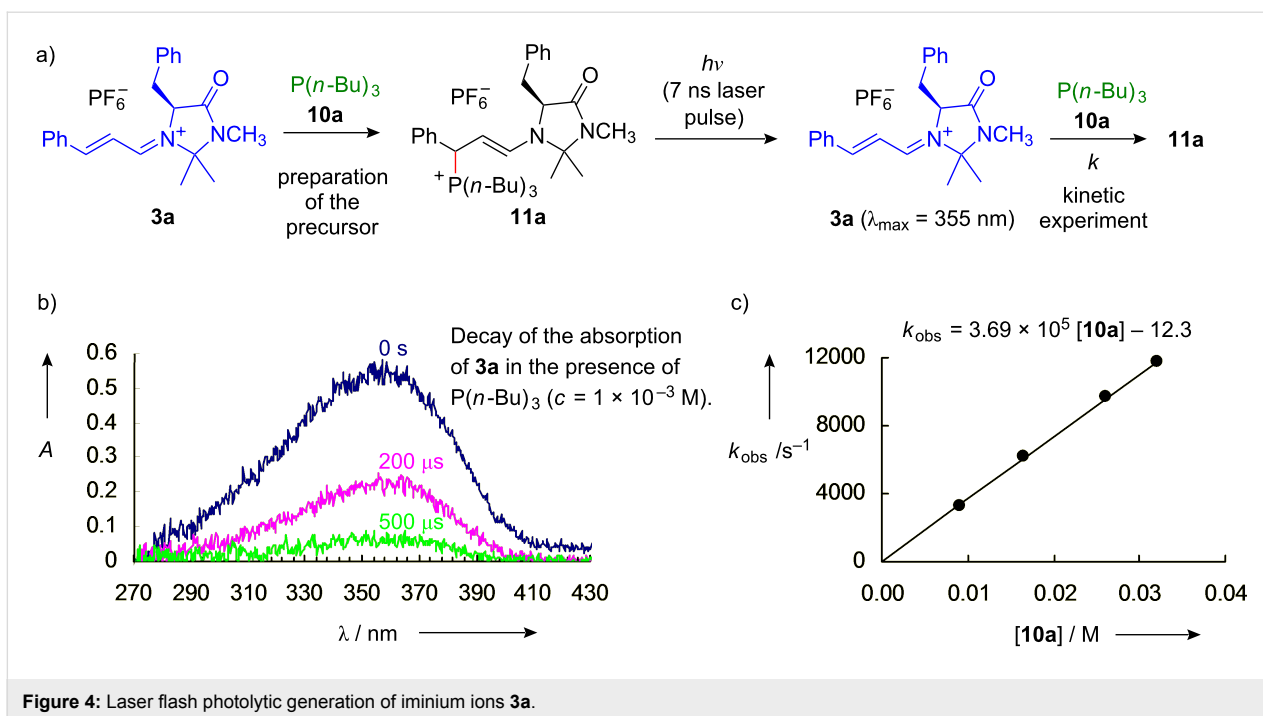 a)
Ph
O
PF₆⁻
N⁺
N
CH₃
Ph
3a
P(n-Bu)₃
10a
preparation
of the
precursor
Ph
O
PF₆⁻
Ph
N
N
CH₃
⁺P(n-Bu)₃
11a
hν
(7 ns laser
pulse)
Ph
O
PF₆⁻
N⁺
N
CH₃
Ph
3a (λmax = 355 nm)
P(n-Bu)₃
10a
k
kinetic
experiment
11a
b)
Decay of the absorption
of 3a in the presence of
P(n-Bu)₃ (c = 1 × 10⁻³ M).
0 s
200 μs
500 μs
0.6
0.5
0.4
0.3
0.2
0.1
0
A
270 290 310 330 350 370 390 410 430
λ / nm
c)
kobs = 3.69 × 10⁵ [10a] – 12.3
12000
8000
4000
0
kobs /s⁻¹
0.00 0.01 0.02 0.03 0.04
[10a] / M
Figure 4: Laser flash photolytic generation of iminium ions 3a.